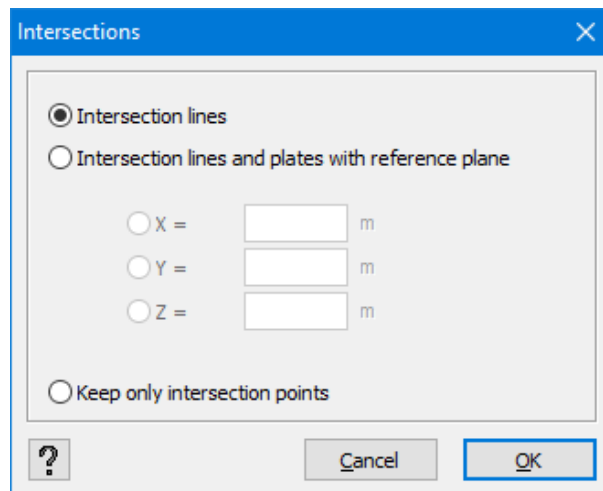 Intersections
Intersection lines
Intersection lines and plates with reference plane
X = m
Y = m
Z = m
Keep only intersection points
? Cancel OK